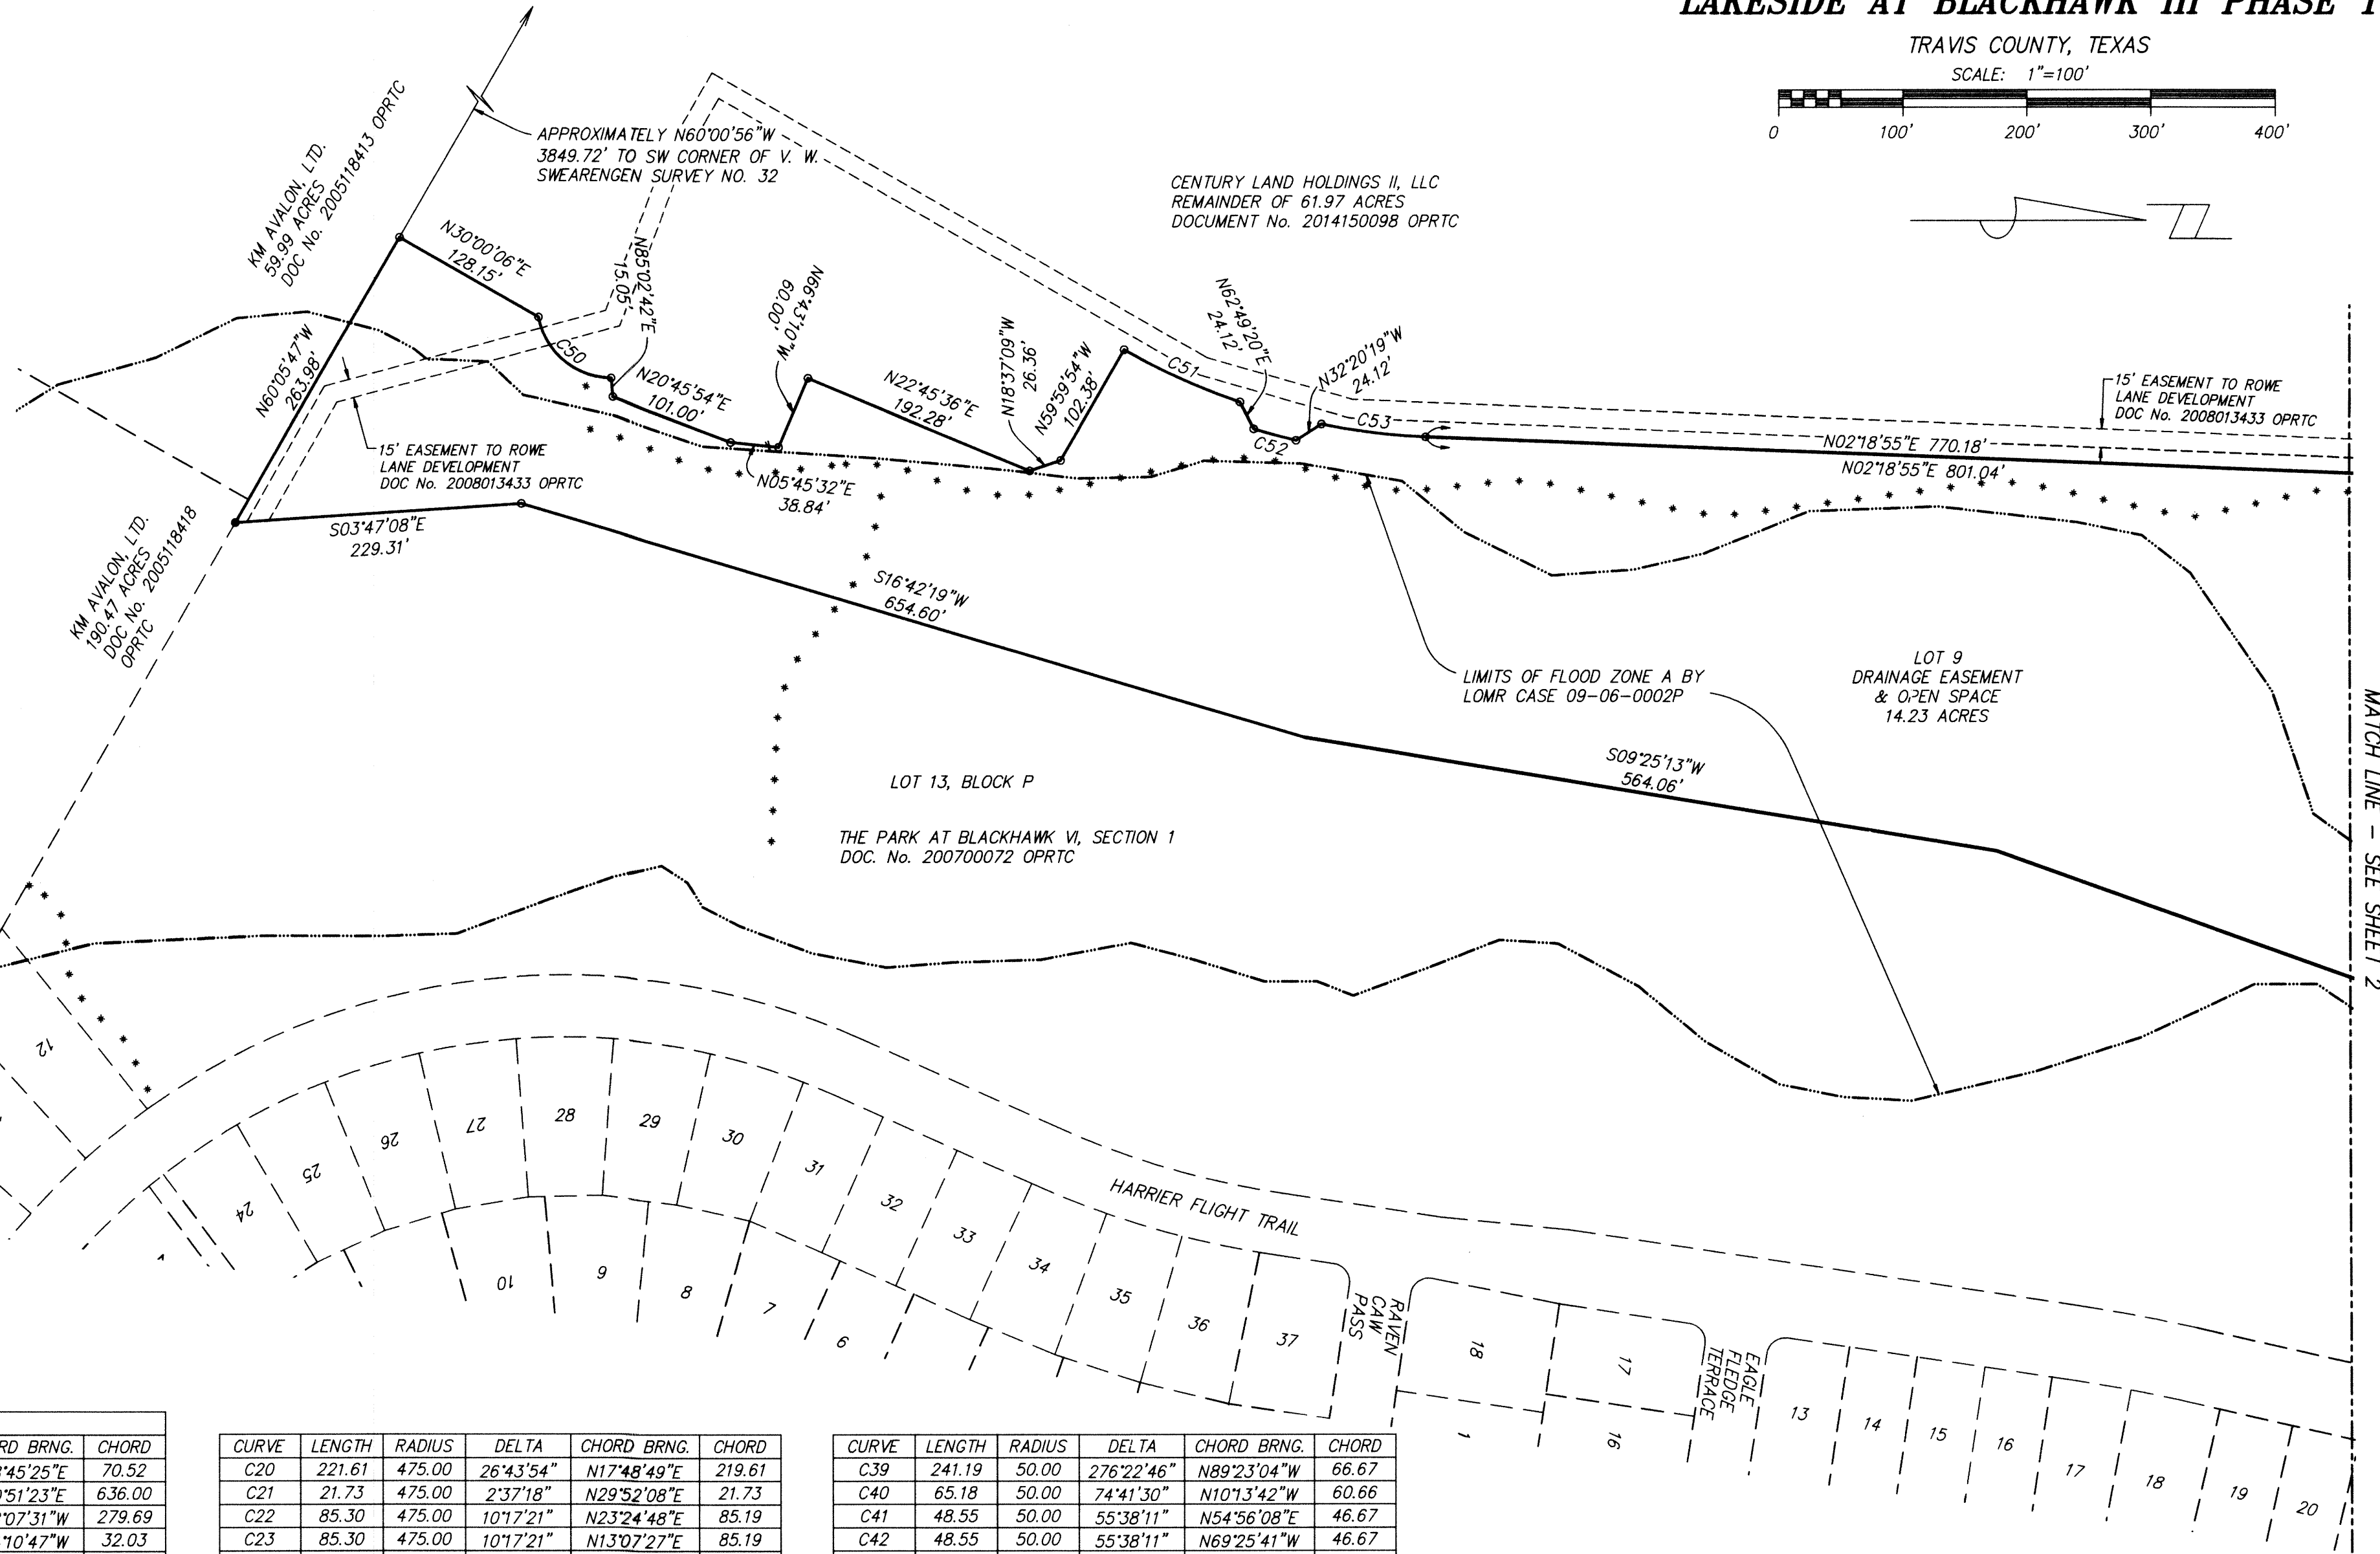 LAKESIDE AT BLACKHAWK III PHASE 1
TRAVIS COUNTY, TEXAS
SCALE: 1"=100'
0 100' 200' 300' 400'
KM AVALON, LTD.
59.99 ACRES
DOC No. 2005118413 OPRTC
APPROXIMATELY N60°00'56"W
3849.72' TO SW CORNER OF V. W.
SWEARENGEN SURVEY NO. 32
CENTURY LAND HOLDINGS II, LLC
REMAINDER OF 61.97 ACRES
DOCUMENT No. 2014150098 OPRTC
N30°00'06"E
128.15'
N60°05'47"W
263.98'
C50
N85°02'42"E
15.05'
N20°45'54"E
101.00'
N66°43'10"W
60.00'
N05°45'32"E
38.84'
N22°45'36"E
192.28'
N18°37'09"W
26.36'
N59°59'54"W
102.38'
C51
N62°49'20"E
24.12'
C52
N32°20'19"W
24.12'
C53
15' EASEMENT TO ROWE
LANE DEVELOPMENT
DOC No. 2008013433 OPRTC
N02°18'55"E 770.18'
N02°18'55"E 801.04'
15' EASEMENT TO ROWE
LANE DEVELOPMENT
DOC No. 2008013433 OPRTC
KM AVALON, LTD.
190.47 ACRES
DOC No. 2005118418
OPRTC
S03°47'08"E
229.31'
S16°42'19"W
654.60'
LIMITS OF FLOOD ZONE A BY
LOMR CASE 09-06-0002P
LOT 9
DRAINAGE EASEMENT
& OPEN SPACE
14.23 ACRES
S09°25'13"W
564.06'
MATCH LINE - SEE SHEET 2
LOT 13, BLOCK P
THE PARK AT BLACKHAWK VI, SECTION 1
DOC. No. 200700072 OPRTC
12
24
25
26
27
28
29
30
31
32
33
34
35
36
37
10
9
8
7
6
HARRIER FLIGHT TRAIL
RAVEN
CAW
PASS
18
17
1
16
EAGLE
FLEDGE
TERRACE
13
14
15
16
17
18
19
20
RD BRNG. CHORD
°45'25"E 70.52
°51'23"E 636.00
°07'31"W 279.69
°10'47"W 32.03
CURVE LENGTH RADIUS DELTA CHORD BRNG. CHORD
C20 221.61 475.00 26°43'54" N17°48'49"E 219.61
C21 21.73 475.00 2°37'18" N29°52'08"E 21.73
C22 85.30 475.00 10°17'21" N23°24'48"E 85.19
C23 85.30 475.00 10°17'21" N13°07'27"E 85.19
CURVE LENGTH RADIUS DELTA CHORD BRNG. CHORD
C39 241.19 50.00 276°22'46" N89°23'04"W 66.67
C40 65.18 50.00 74°41'30" N10°13'42"W 60.66
C41 48.55 50.00 55°38'11" N54°56'08"E 46.67
C42 48.55 50.00 55°38'11" N69°25'41"W 46.67